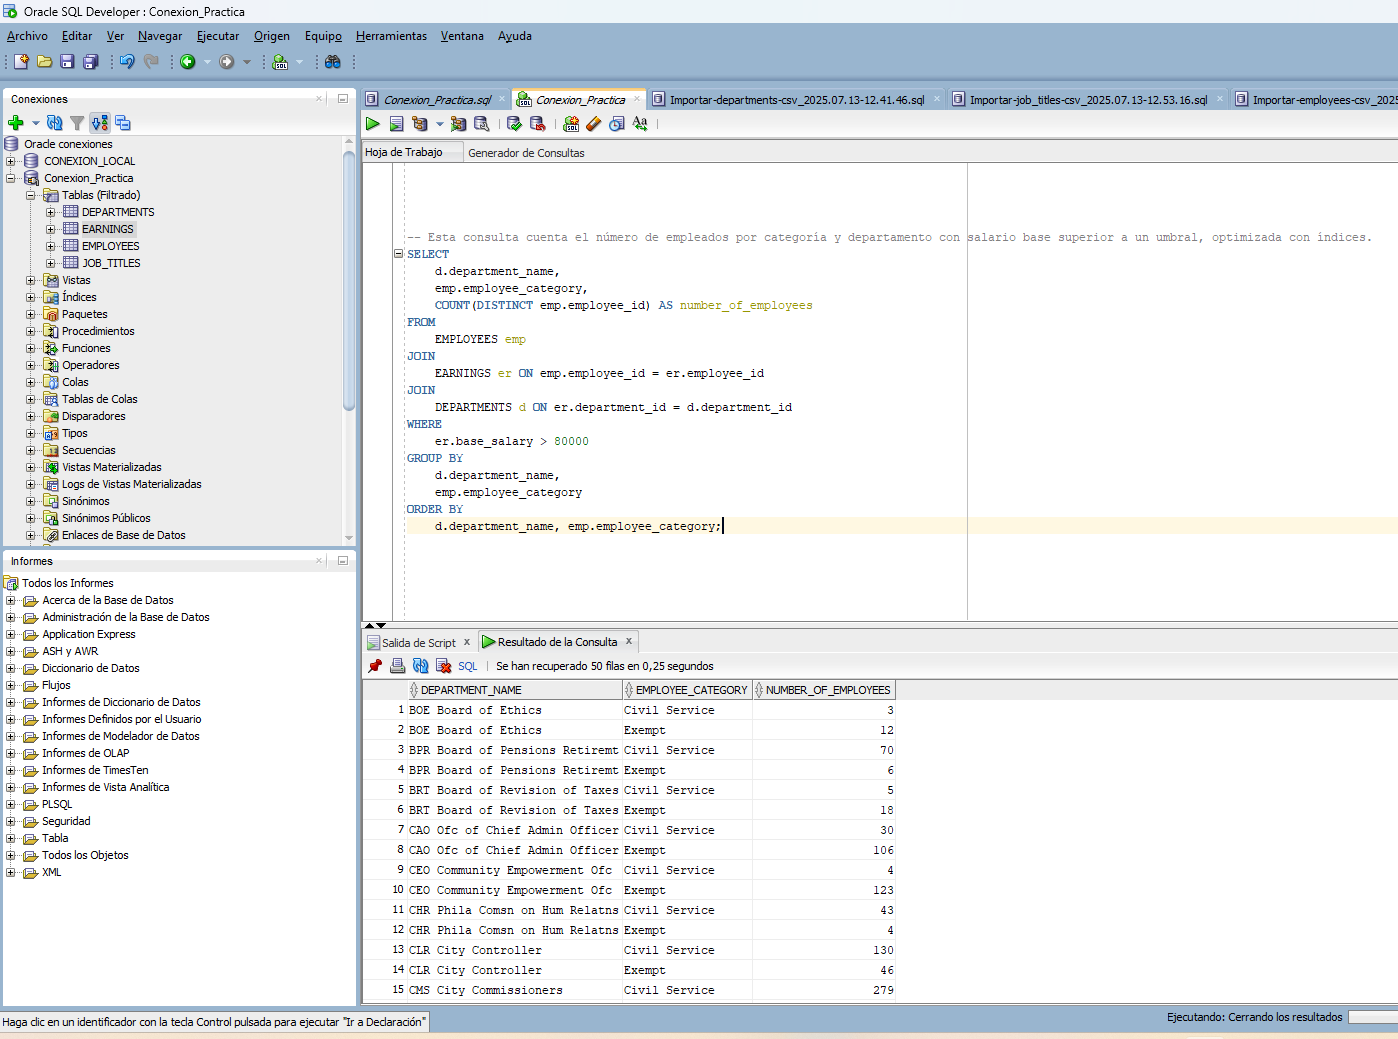 Oracle SQL Developer : Conexion_Practica
Archivo Editar Ver Navegar Ejecutar Origen Equipo Herramientas Ventana Ayuda
Conexiones
Oracle conexiones
CONEXION_LOCAL
Conexion_Practica
Tablas (Filtrado)
DEPARTMENTS
EARNINGS
EMPLOYEES
JOB_TITLES
Vistas
Índices
Paquetes
Procedimientos
Funciones
Operadores
Colas
Tablas de Colas
Disparadores
Tipos
Secuencias
Vistas Materializadas
Logs de Vistas Materializadas
Sinónimos
Sinónimos Públicos
Enlaces de Base de Datos
Informes
Todos los Informes
Acerca de la Base de Datos
Administración de la Base de Datos
Application Express
ASH y AWR
Diccionario de Datos
Flujos
Informes de Diccionario de Datos
Informes Definidos por el Usuario
Informes de Modelador de Datos
Informes de OLAP
Informes de TimesTen
Informes de Vista Analítica
PLSQL
Seguridad
Tabla
Todos los Objetos
XML
Conexion_Practica.sql Conexion_Practica Importar-departments-csv_2025.07.13-12.41.46.sql Importar-job_titles-csv_2025.07.13-12.53.16.sql Importar-employees-csv_2025
Hoja de Trabajo Generador de Consultas
-- Esta consulta cuenta el número de empleados por categoría y departamento con salario base superior a un umbral, optimizada con índices.
SELECT
d.department_name,
emp.employee_category,
COUNT(DISTINCT emp.employee_id) AS number_of_employees
FROM
EMPLOYEES emp
JOIN
EARNINGS er ON emp.employee_id = er.employee_id
JOIN
DEPARTMENTS d ON er.department_id = d.department_id
WHERE
er.base_salary > 80000
GROUP BY
d.department_name,
emp.employee_category
ORDER BY
d.department_name, emp.employee_category;
Salida de Script Resultado de la Consulta
SQL Se han recuperado 50 filas en 0,25 segundos
DEPARTMENT_NAME EMPLOYEE_CATEGORY NUMBER_OF_EMPLOYEES
1 BOE Board of Ethics Civil Service 3
2 BOE Board of Ethics Exempt 12
3 BPR Board of Pensions Retiremt Civil Service 70
4 BPR Board of Pensions Retiremt Exempt 6
5 BRT Board of Revision of Taxes Civil Service 5
6 BRT Board of Revision of Taxes Exempt 18
7 CAO Ofc of Chief Admin Officer Civil Service 30
8 CAO Ofc of Chief Admin Officer Exempt 106
9 CEO Community Empowerment Ofc Civil Service 4
10 CEO Community Empowerment Ofc Exempt 123
11 CHR Phila Comsn on Hum Relatns Civil Service 43
12 CHR Phila Comsn on Hum Relatns Exempt 4
13 CLR City Controller Civil Service 130
14 CLR City Controller Exempt 46
15 CMS City Commissioners Civil Service 279
Haga clic en un identificador con la tecla Control pulsada para ejecutar "Ir a Declaración"
Ejecutando: Cerrando los resultados